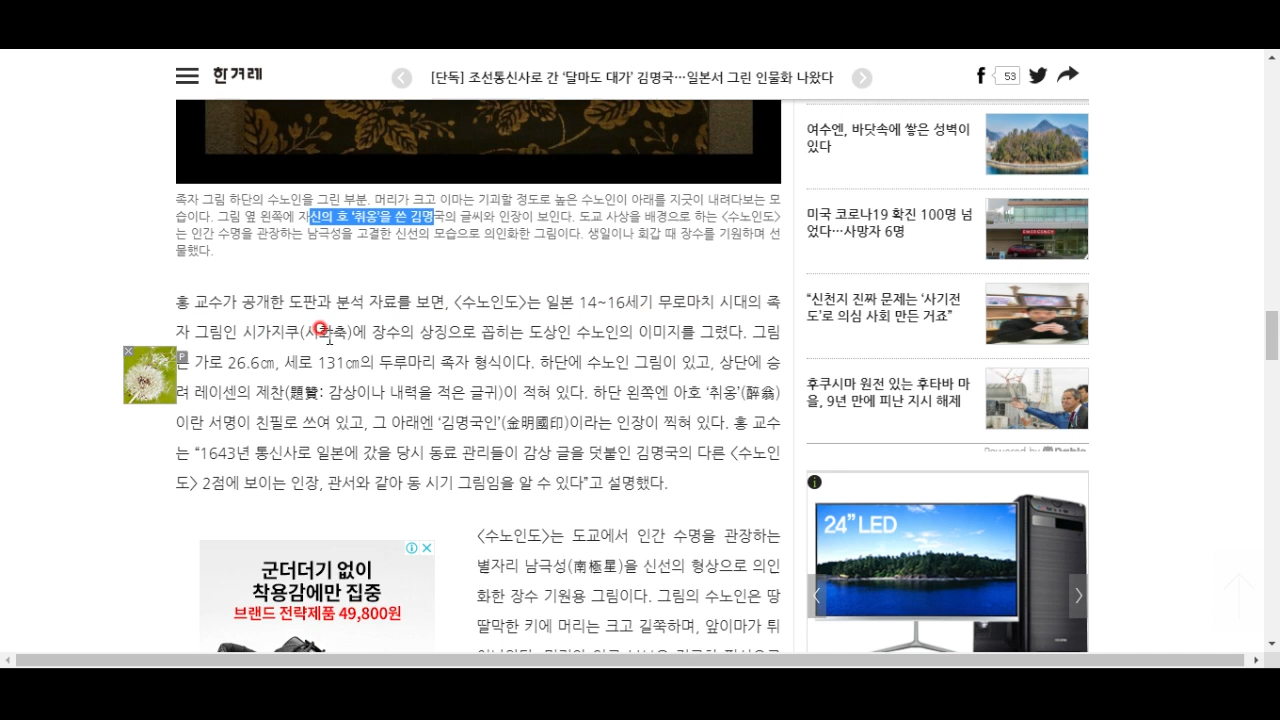 한겨레
[단독] 조선통신사로 간 ‘달마도 대가’ 김명국…일본서 그린 인물화 나왔다
53
족자 그림 하단의 수노인을 그린 부분. 머리가 크고 이마는 기괴할 정도로 높은 수노인이 아래를 지긋이 내려다보는 모
습이다. 그림 옆 왼쪽에 자신의 호 ‘취옹’을 쓴 김명국의 글씨와 인장이 보인다. 도교 사상을 배경으로 하는 <수노인도>
는 인간 수명을 관장하는 남극성을 고결한 신선의 모습으로 의인화한 그림이다. 생일이나 회갑 때 장수를 기원하며 선
물했다.
홍 교수가 공개한 도판과 분석 자료를 보면, <수노인도>는 일본 14~16세기 무로마치 시대의 족
자 그림인 시가지쿠(시화축)에 장수의 상징으로 꼽히는 도상인 수노인의 이미지를 그렸다. 그림
은 가로 26.6㎝, 세로 131㎝의 두루마리 족자 형식이다. 하단에 수노인 그림이 있고, 상단에 승
려 레이센의 제찬(題贊: 감상이나 내력을 적은 글귀)이 적혀 있다. 하단 왼쪽엔 아호 ‘취옹’(醉翁)
이란 서명이 친필로 쓰여 있고, 그 아래엔 ‘김명국인’(金明國印)이라는 인장이 찍혀 있다. 홍 교수
는 “1643년 통신사로 일본에 갔을 당시 동료 관리들이 감상 글을 덧붙인 김명국의 다른 <수노인
도> 2점에 보이는 인장, 관서와 같아 동 시기 그림임을 알 수 있다”고 설명했다.
<수노인도>는 도교에서 인간 수명을 관장하는
별자리 남극성(南極星)을 신선의 형상으로 의인
화한 장수 기원용 그림이다. 그림의 수노인은 땅
딸막한 키에 머리는 크고 길쭉하며, 앞이마가 튀
군더더기 없이
착용감에만 집중
브랜드 전략제품 49,800원
여수엔, 바닷속에 쌓은 성벽이
있다
미국 코로나19 확진 100명 넘
었다…사망자 6명
EMERGENCY
“신천지 진짜 문제는 ‘사기전
도’로 의심 사회 만든 거죠”
후쿠시마 원전 있는 후타바 마
을, 9년 만에 피난 지시 해제
Powered by Dable
24” LED